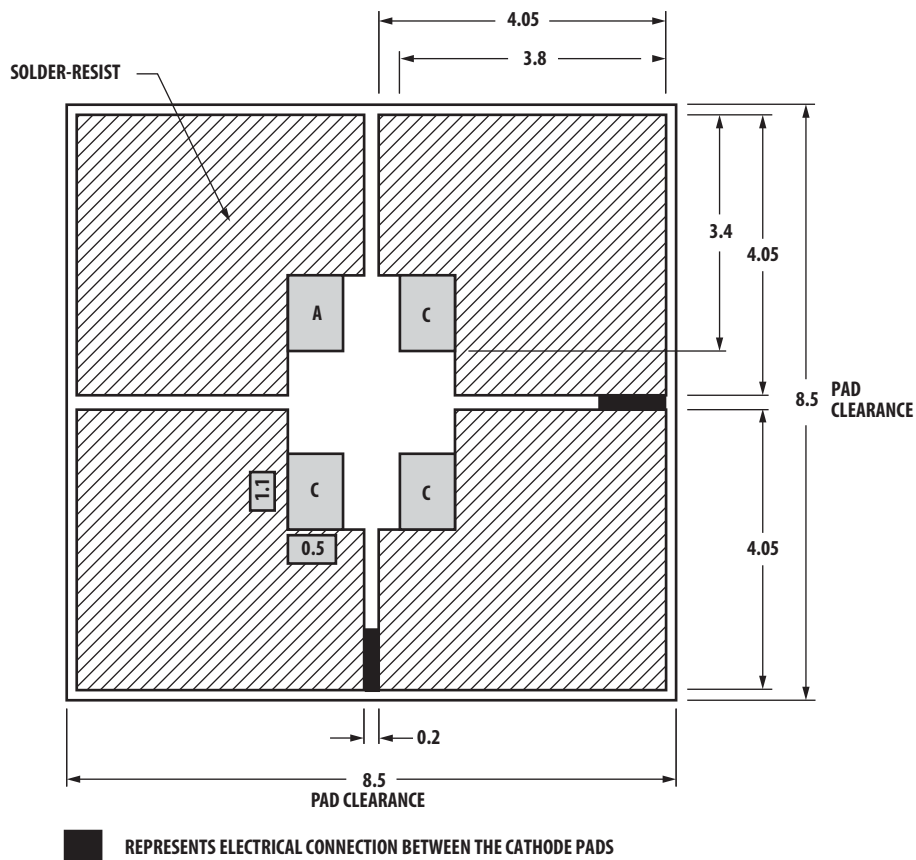 4.05
3.8
SOLDER-RESIST
3.4
4.05
A
C
8.5
PAD
CLEARANCE
C
C
1.1
0.5
4.05
0.2
8.5
PAD CLEARANCE
REPRESENTS ELECTRICAL CONNECTION BETWEEN THE CATHODE PADS